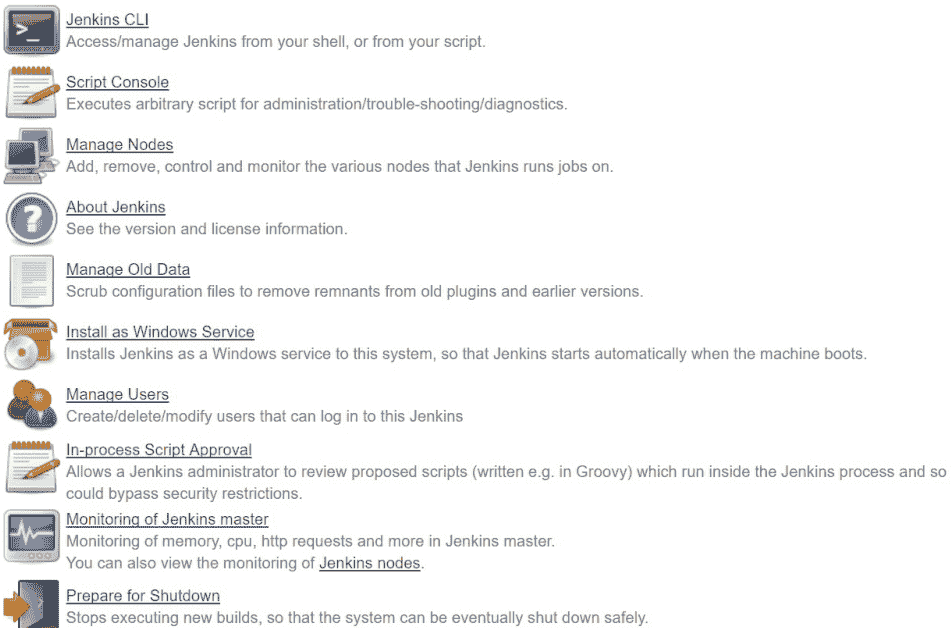 Jenkins CLI
Access/manage Jenkins from your shell, or from your script.
Script Console
Executes arbitrary script for administration/trouble-shooting/diagnostics.
Manage Nodes
Add, remove, control and monitor the various nodes that Jenkins runs jobs on.
About Jenkins
See the version and license information.
Manage Old Data
Scrub configuration files to remove remnants from old plugins and earlier versions.
Install as Windows Service
Installs Jenkins as a Windows service to this system, so that Jenkins starts automatically when the machine boots.
Manage Users
Create/delete/modify users that can log in to this Jenkins
In-process Script Approval
Allows a Jenkins administrator to review proposed scripts (written e.g. in Groovy) which run inside the Jenkins process and so
could bypass security restrictions.
Monitoring of Jenkins master
Monitoring of memory, cpu, http requests and more in Jenkins master.
You can also view the monitoring of Jenkins nodes.
Prepare for Shutdown
Stops executing new builds, so that the system can be eventually shut down safely.